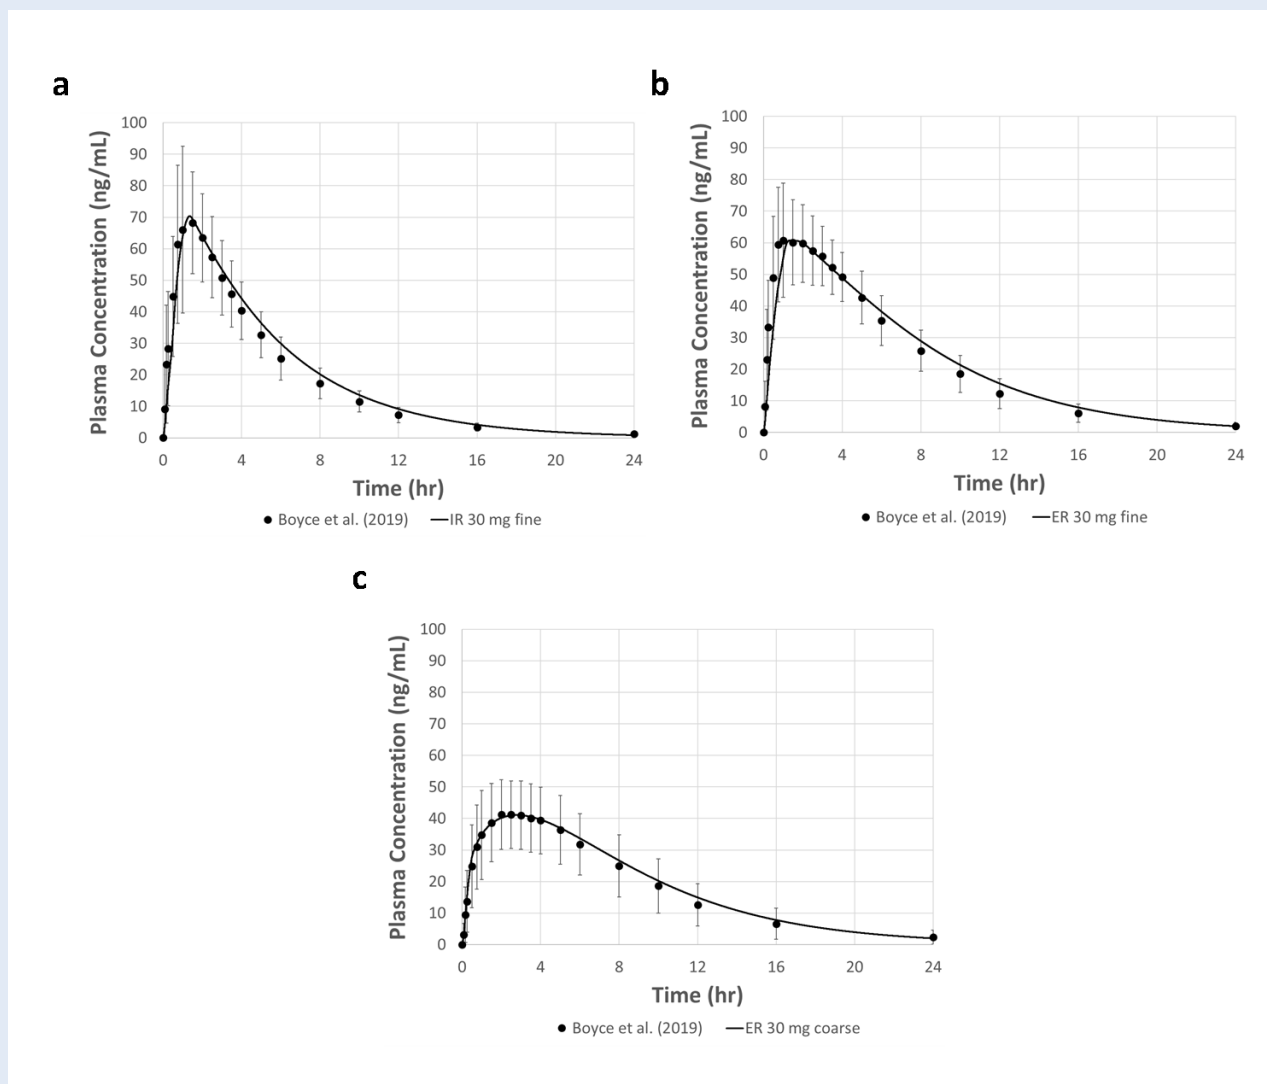 a
Plasma Concentration (ng/mL)
100
90
80
70
60
50
40
30
20
10
0
0 4 8 12 16 20 24
Time (hr)
Boyce et al. (2019) IR 30 mg fine
b
Plasma Concentration (ng/mL)
100
90
80
70
60
50
40
30
20
10
0
0 4 8 12 16 20 24
Time (hr)
Boyce et al. (2019) ER 30 mg fine
c
Plasma Concentration (ng/mL)
100
90
80
70
60
50
40
30
20
10
0
0 4 8 12 16 20 24
Time (hr)
Boyce et al. (2019) ER 30 mg coarse